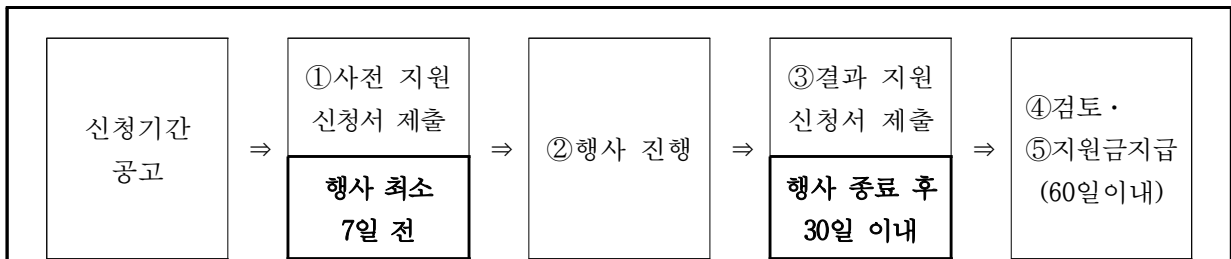 신청기간
공고
⇒
①사전 지원
신청서 제출
행사 최소
7일 전
⇒
②행사 진행
⇒
③결과 지원
신청서 제출
행사 종료 후
30일 이내
⇒
④검토·
⑤지원금지급
(60일이내)